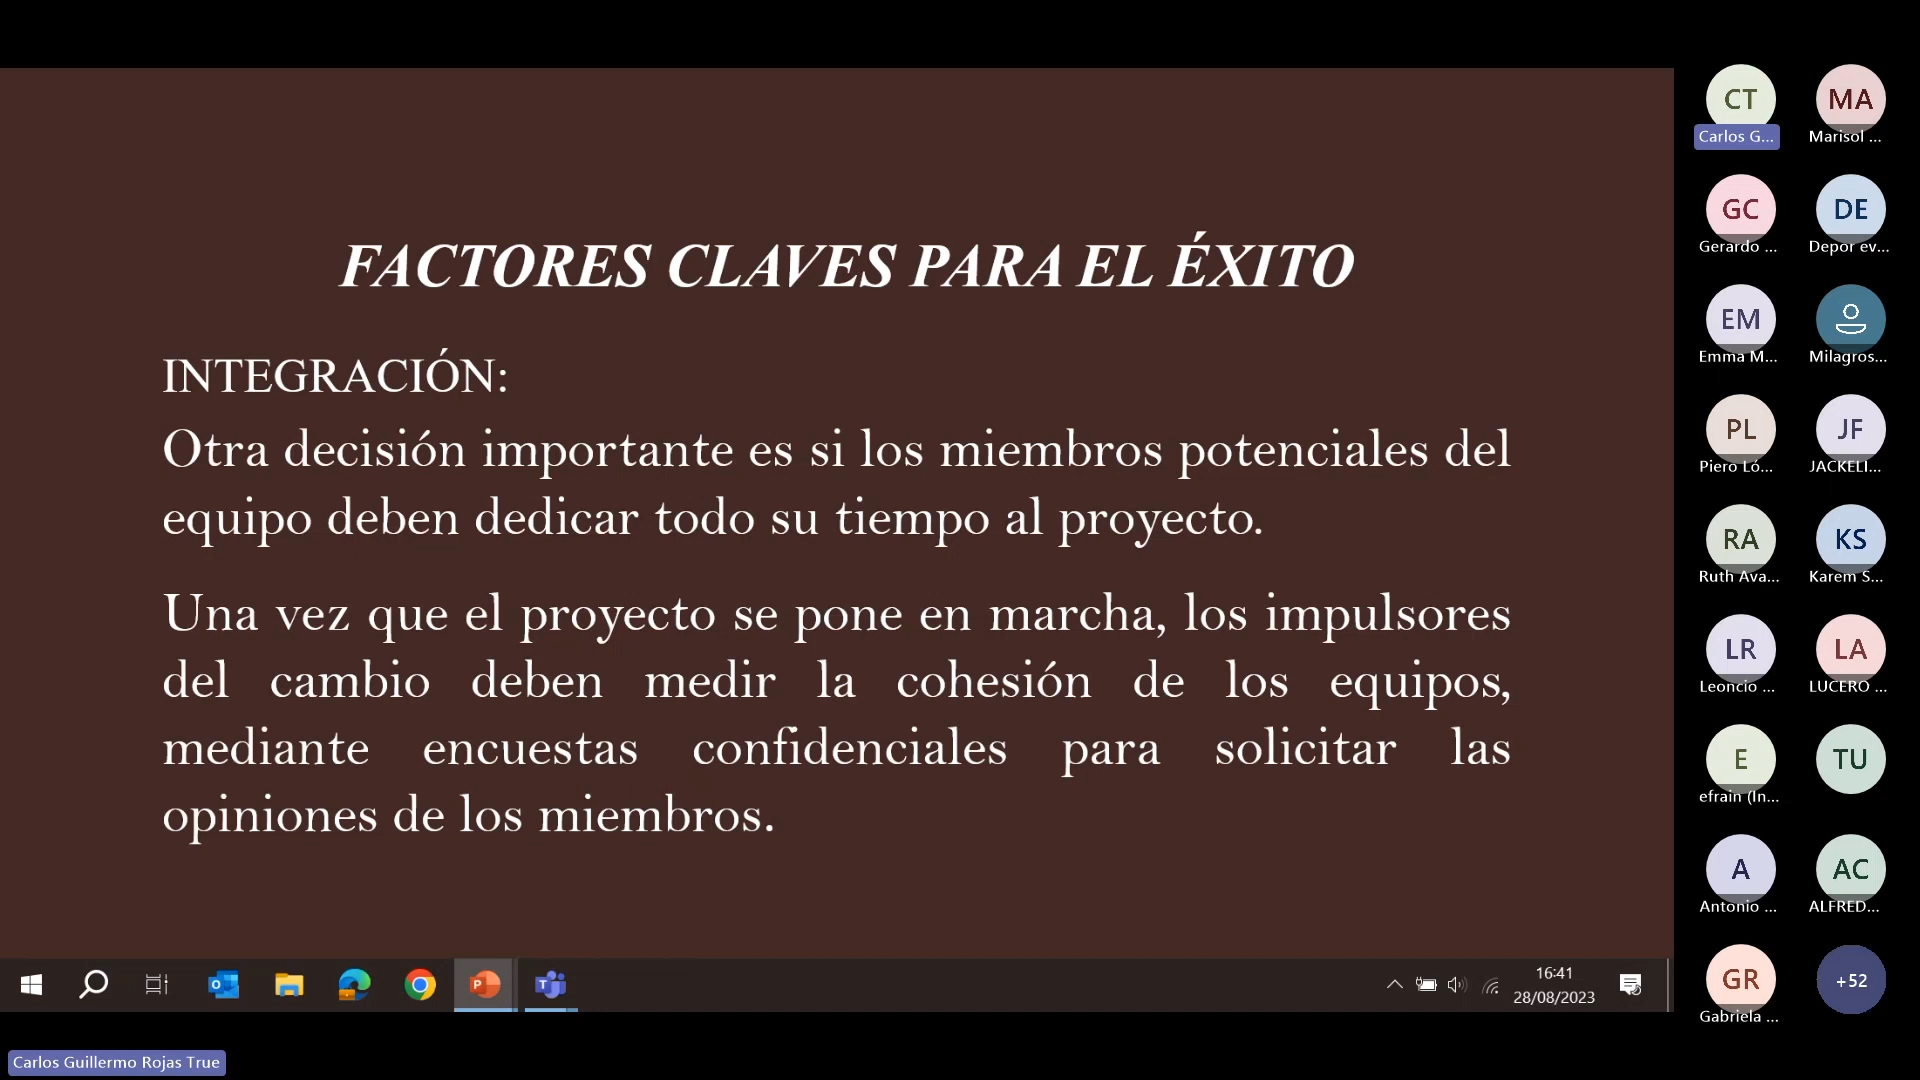 FACTORES CLAVES PARA EL ÉXITO
INTEGRACIÓN:
Otra decisión importante es si los miembros potenciales del
equipo deben dedicar todo su tiempo al proyecto.
Una vez que el proyecto se pone en marcha, los impulsores
del cambio deben medir la cohesión de los equipos,
mediante encuestas confidenciales para solicitar las
opiniones de los miembros.
16:41
28/08/2023
Carlos Guillermo Rojas True
CT
Carlos G...
MA
Marisol ...
GC
Gerardo ...
DE
Depor ev...
EM
Emma M...
Milagros...
PL
Piero Ló...
JF
JACKELI...
RA
Ruth Ava...
KS
Karem S...
LR
Leoncio ...
LA
LUCERO ...
E
efrain (In...
TU
A
Antonio ...
AC
ALFRED...
GR
Gabriela ...
+52